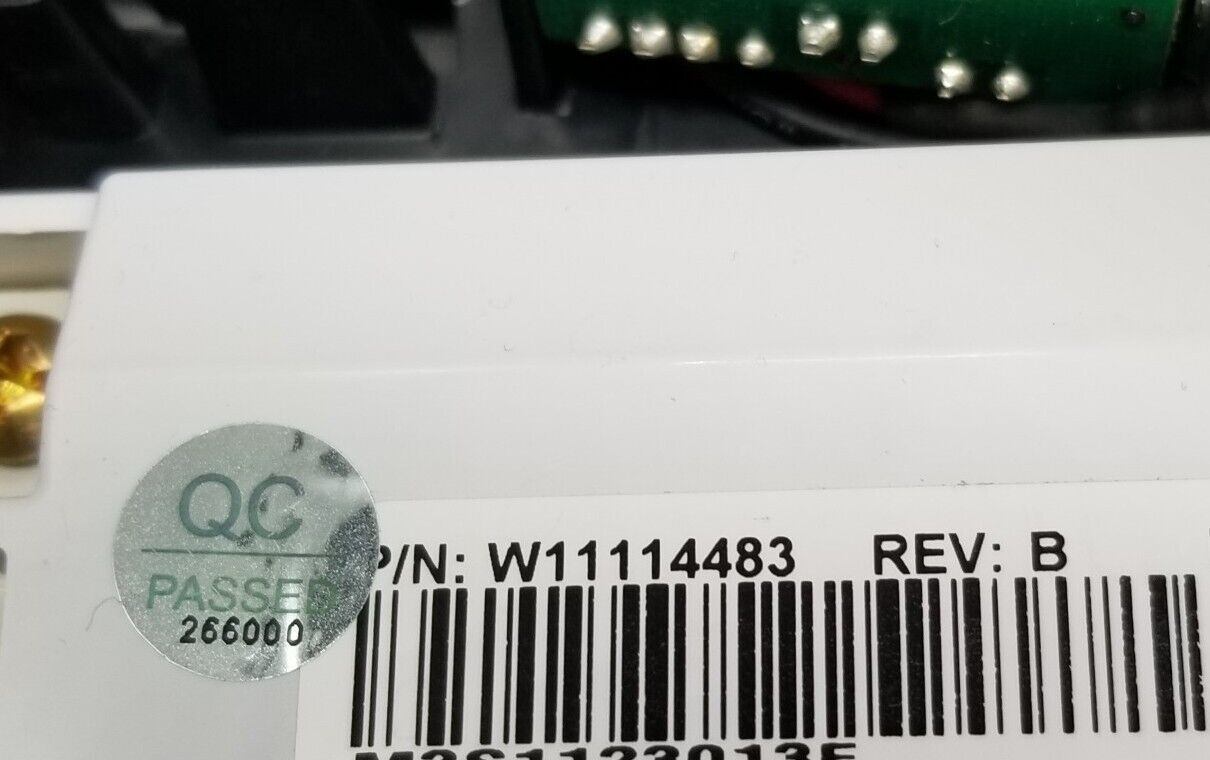 QC
PASSED
266000
P/N: W11114483 REV: B